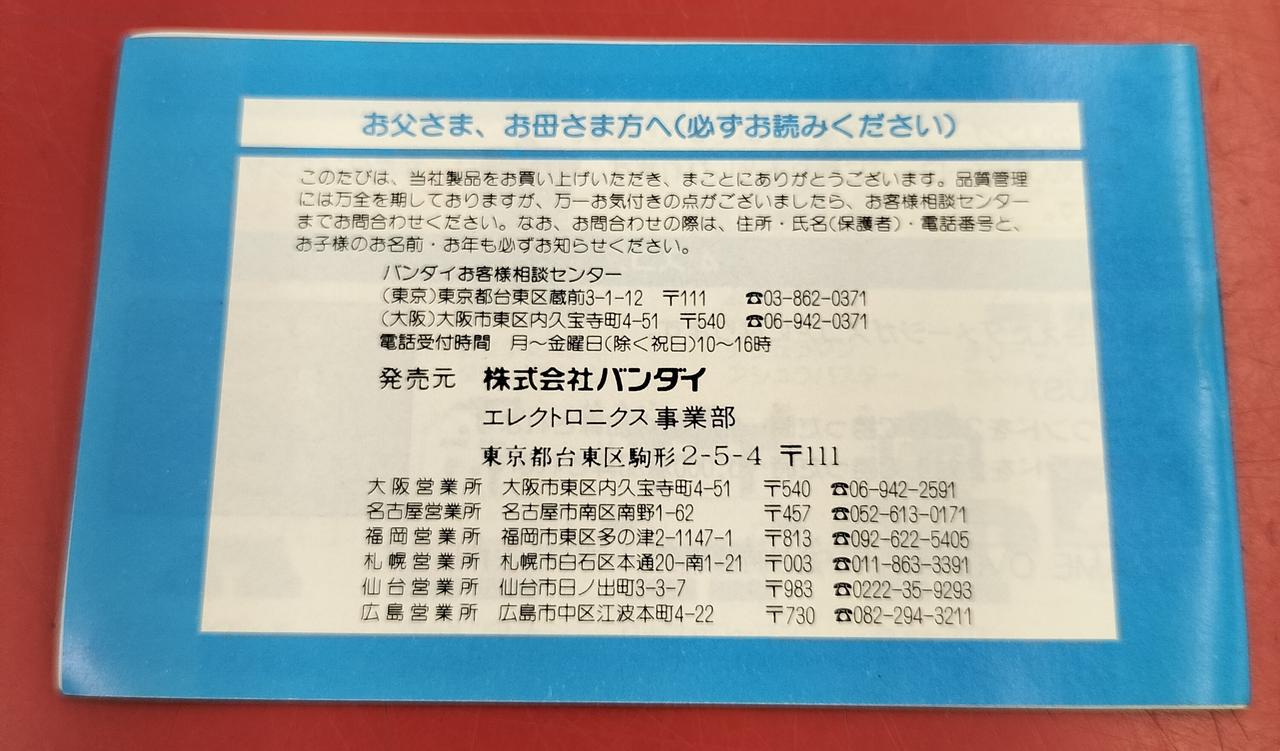 お父さま、お母さま方へ(必ずお読みください)
このたびは、当社製品をお買い上げいただき、まことにありがとうございます。品質管理
には万全を期しておりますが、万一お気付きの点がございましたら、お客様相談センター
までお問合わせください。なお、お問合わせの際は、住所・氏名(保護者)・電話番号と、
お子様のお名前・お年も必ずお知らせください。
バンダイお客様相談センター
(東京)東京都台東区蔵前3-1-12 〒111 ☎03-862-0371
(大阪)大阪市東区内久宝寺町4-51 〒540 ☎06-942-0371
電話受付時間 月~金曜日(除く祝日)10~16時
発売元 株式会社バンダイ
エレクトロニクス事業部
東京都台東区駒形2-5-4 〒111
大阪営業所 大阪市東区内久宝寺町4-51 〒540 ☎06-942-2591
名古屋営業所 名古屋市南区南野1-62 〒457 ☎052-613-0171
福岡営業所 福岡市東区多の津2-1147-1 〒813 ☎092-622-5405
札幌営業所 札幌市白石区本通20-南1-21 〒003 ☎011-863-3391
仙台営業所 仙台市日ノ出町3-3-7 〒983 ☎0222-35-9293
広島営業所 広島市中区江波本町4-22 〒730 ☎082-294-3211